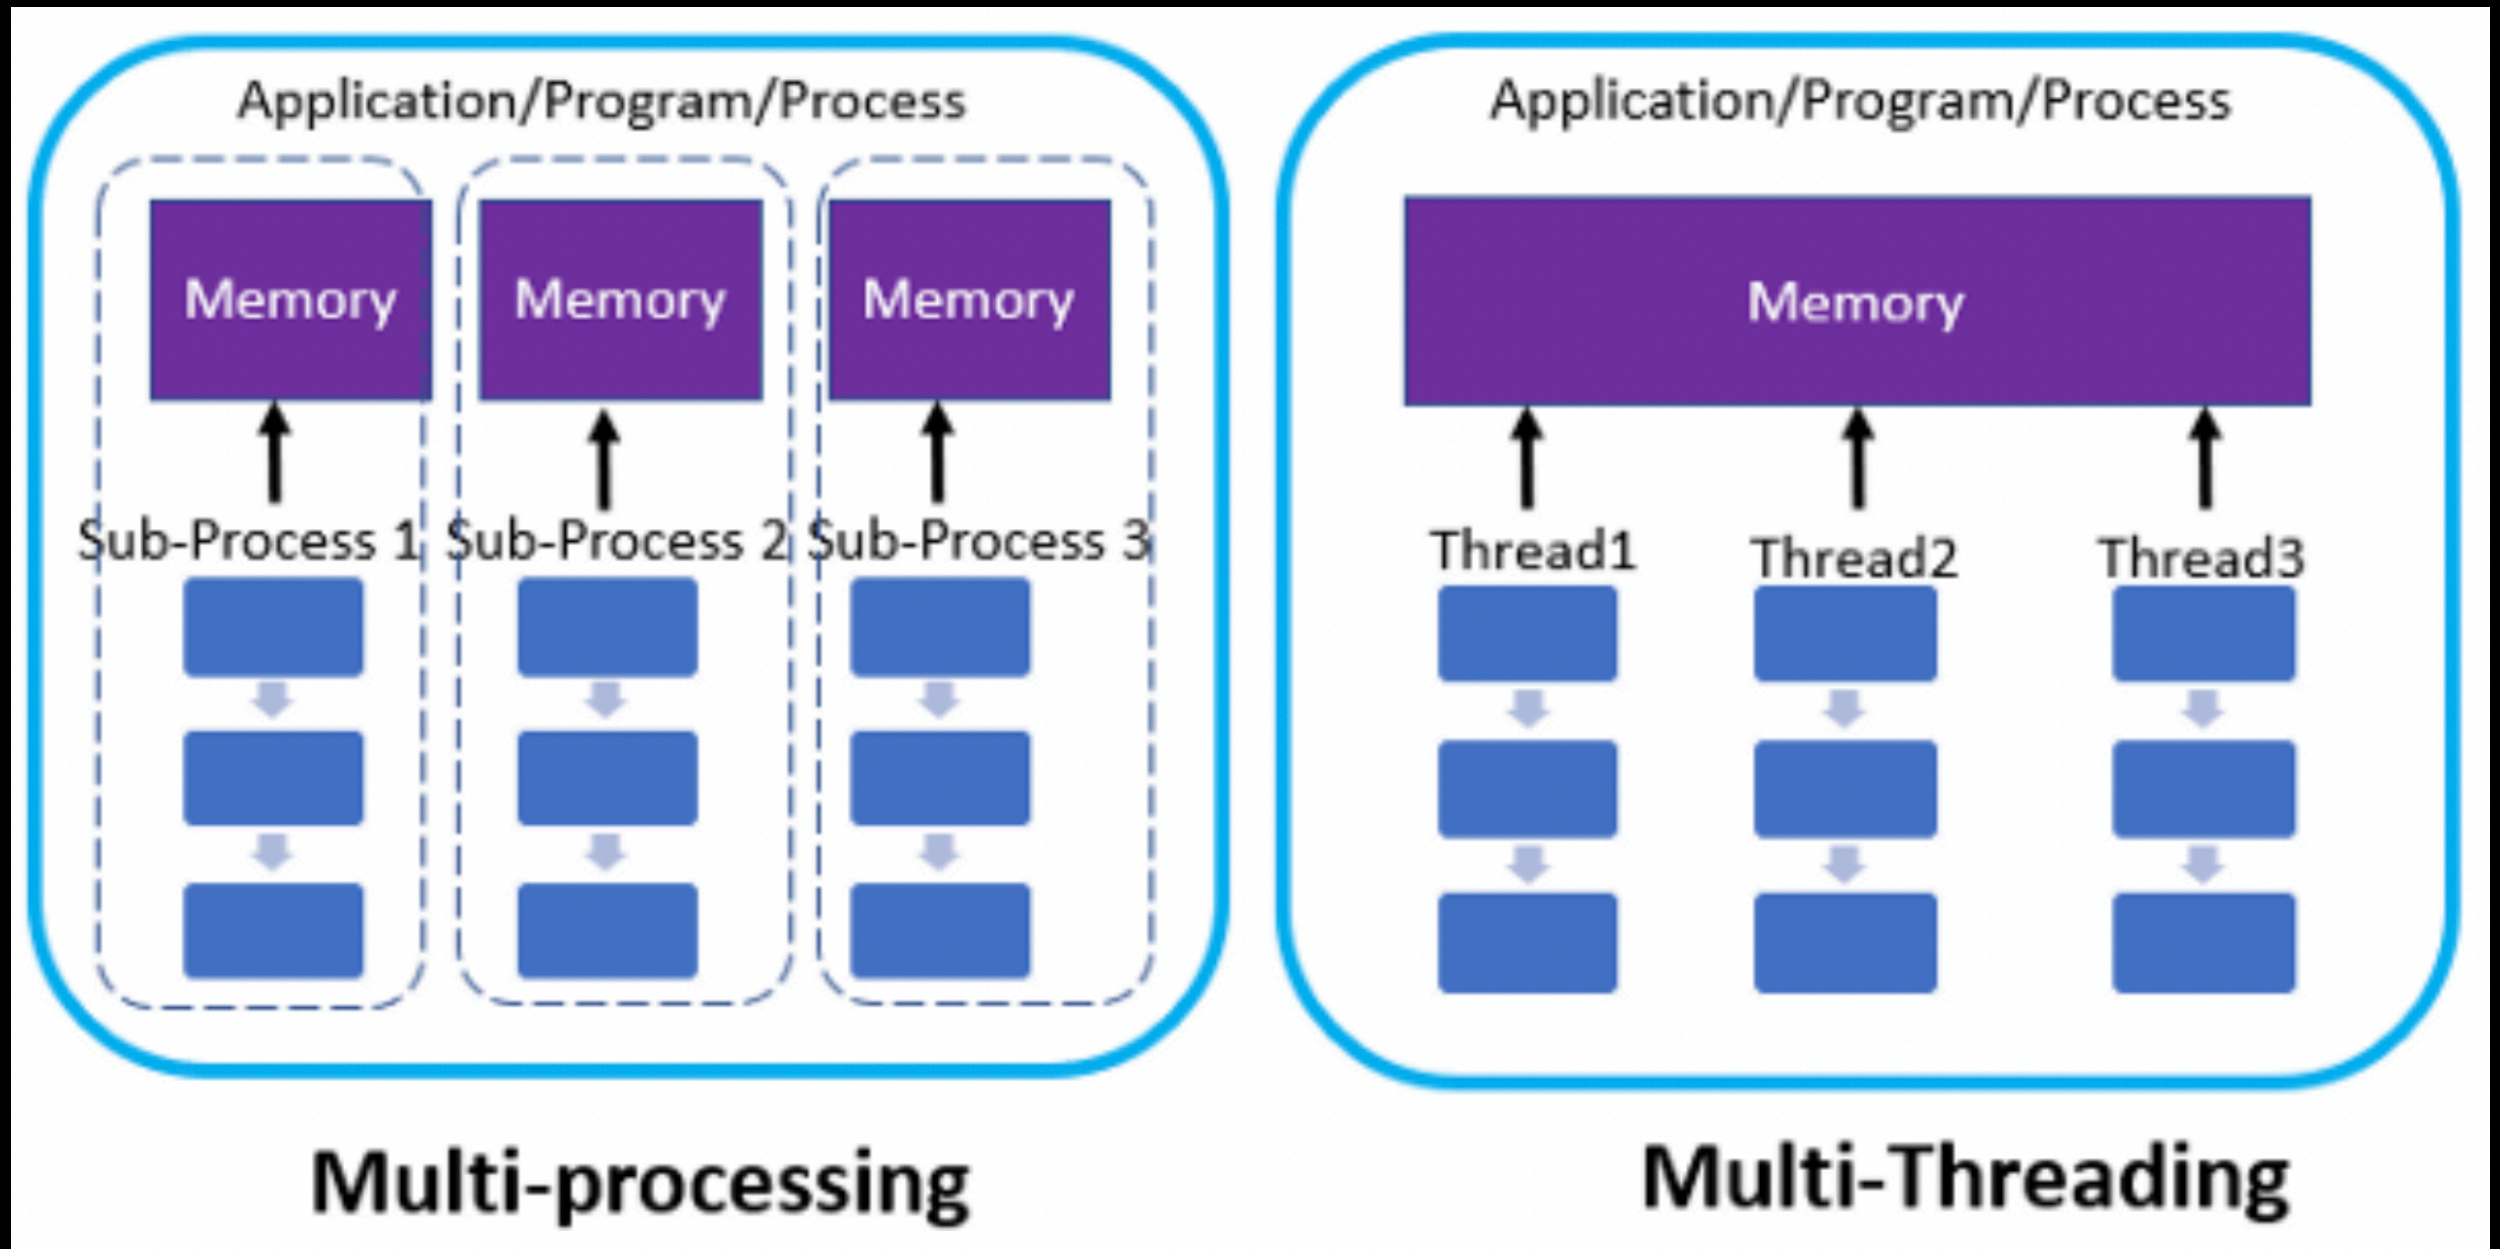 Application/Program/Process
Memory Memory Memory
Sub-Process 1 Sub-Process 2 Sub-Process 3
Multi-processing
Application/Program/Process
Memory
Thread1 Thread2 Thread3
Multi-Threading